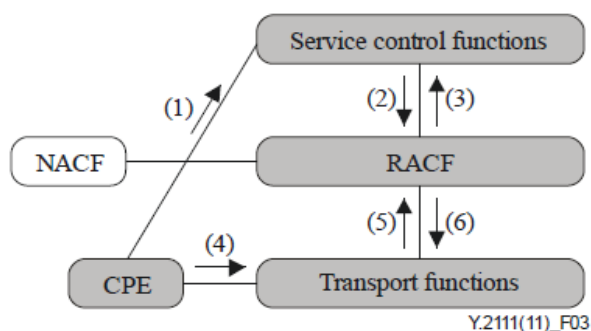 Service control functions
(1)
(2)
(3)
NACF
RACF
(5)
(6)
(4)
CPE
Transport functions
Y.2111(11)_F03